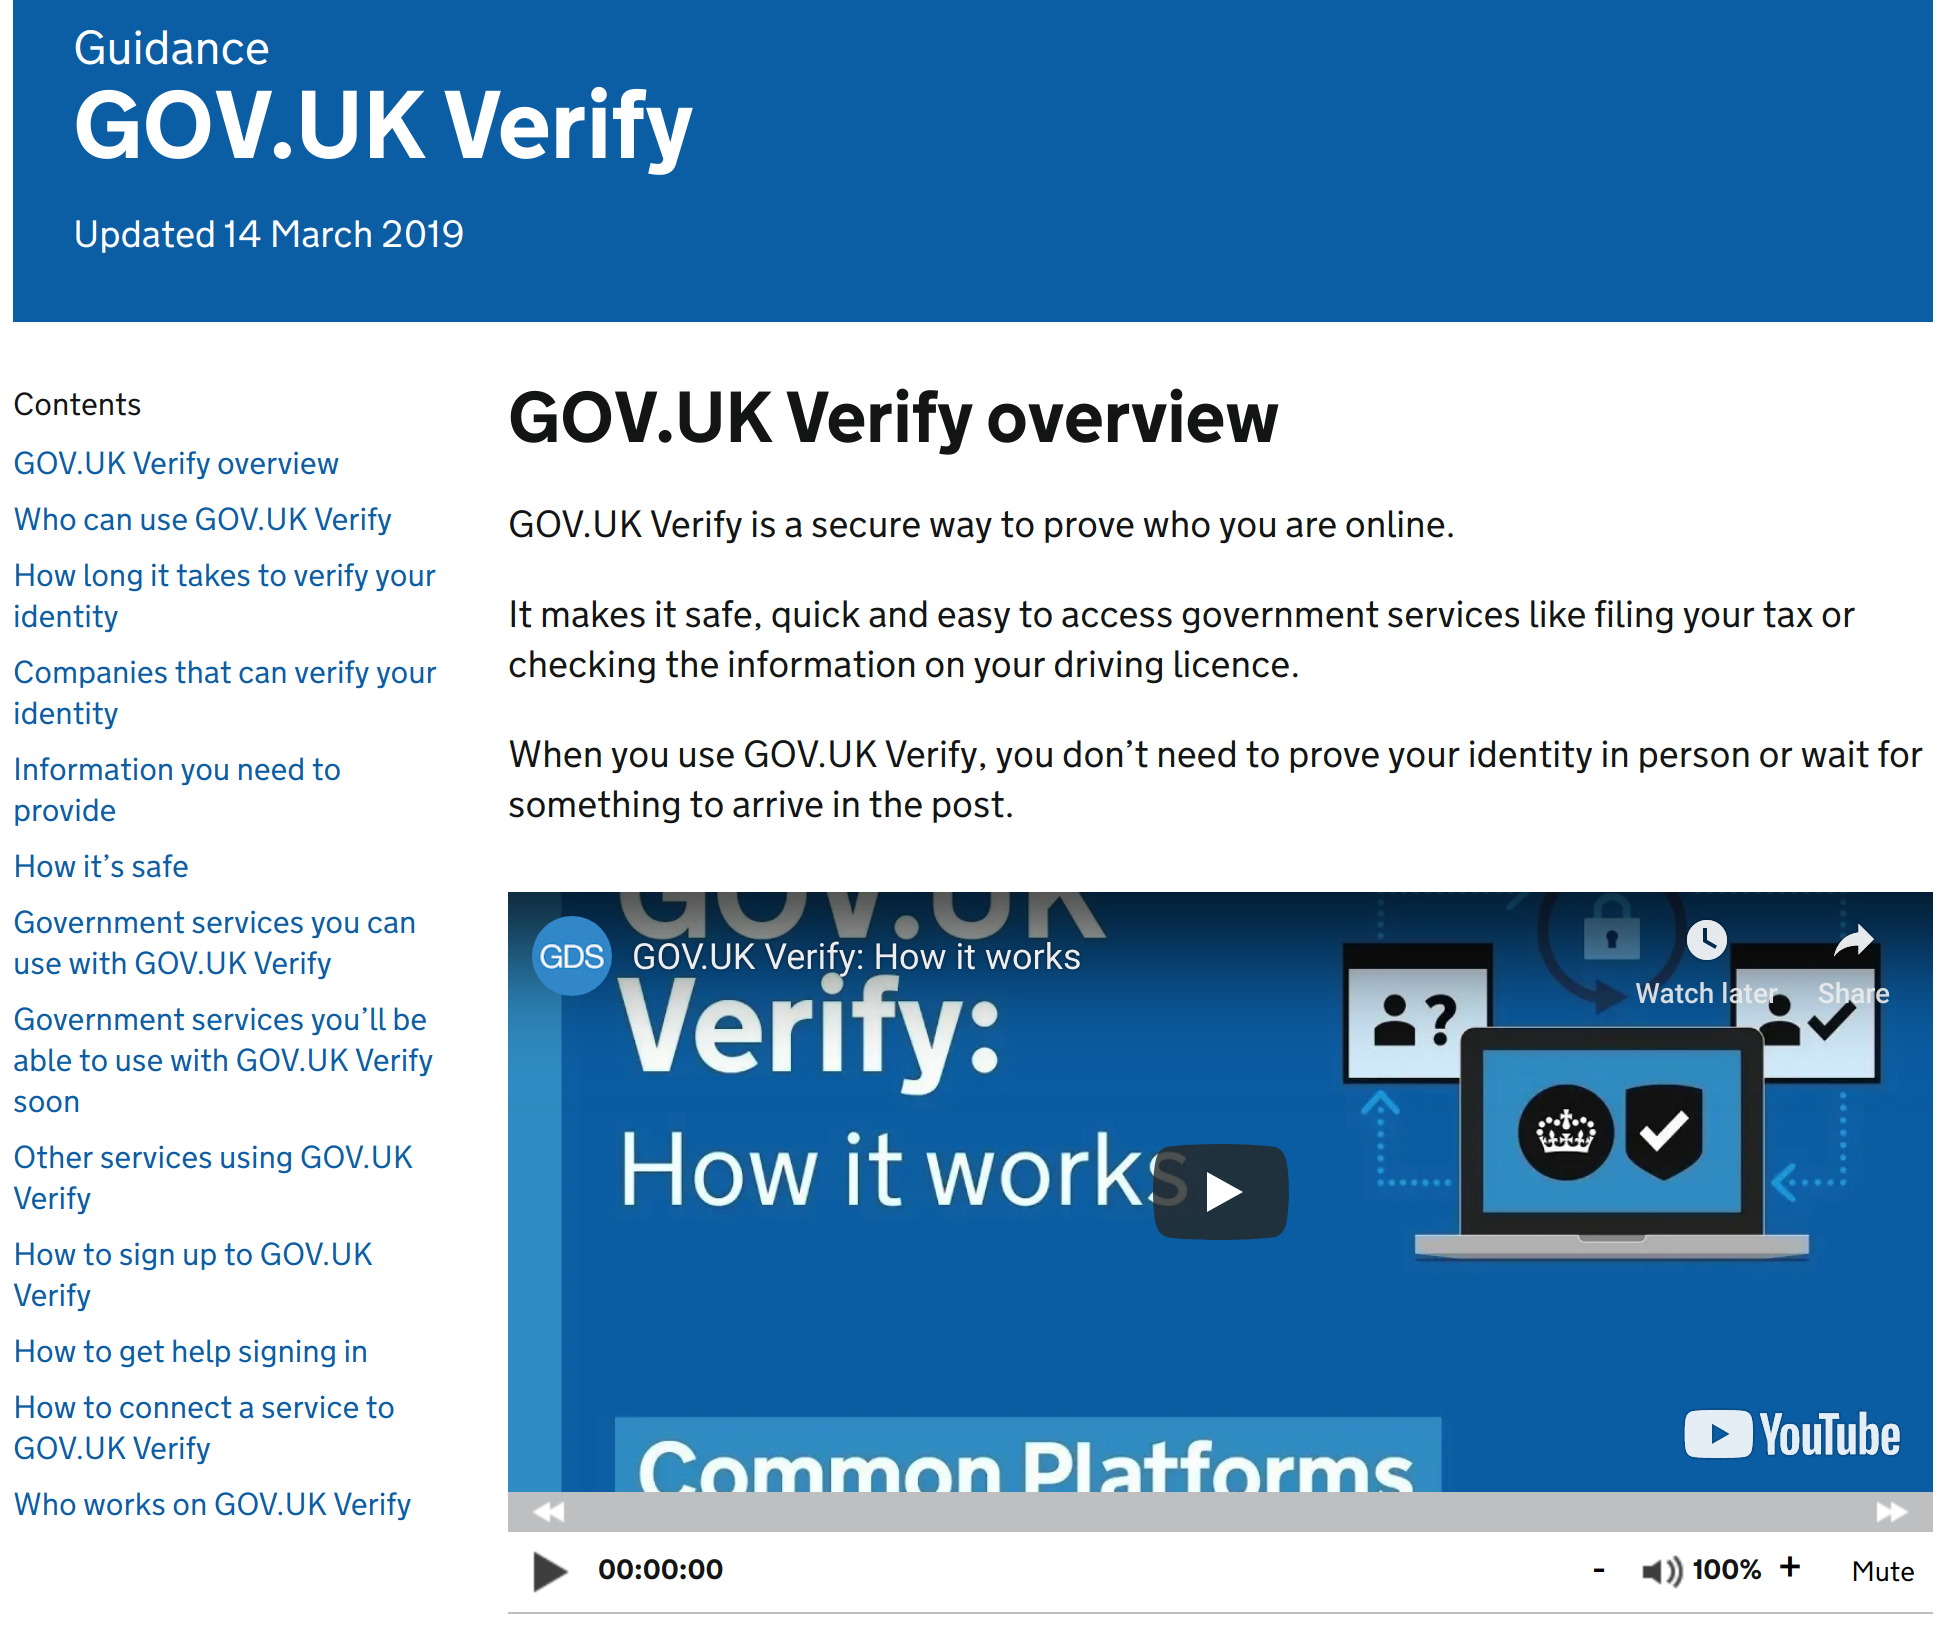 Guidance
GOV.UK Verify
Updated 14 March 2019
Contents
GOV.UK Verify overview
Who can use GOV.UK Verify
How long it takes to verify your
identity
Companies that can verify your
identity
Information you need to
provide
How it’s safe
Government services you can
use with GOV.UK Verify
Government services you’ll be
able to use with GOV.UK Verify
soon
Other services using GOV.UK
Verify
How to sign up to GOV.UK
Verify
How to get help signing in
How to connect a service to
GOV.UK Verify
Who works on GOV.UK Verify
GOV.UK Verify overview
GOV.UK Verify is a secure way to prove who you are online.
It makes it safe, quick and easy to access government services like filing your tax or
checking the information on your driving licence.
When you use GOV.UK Verify, you don’t need to prove your identity in person or wait for
something to arrive in the post.
GDS GOV.UK Verify: How it works
Watch later Share
GOV.UK
Verify:
How it works
?
Common Platforms
YouTube
00:00:00 - 100% + Mute